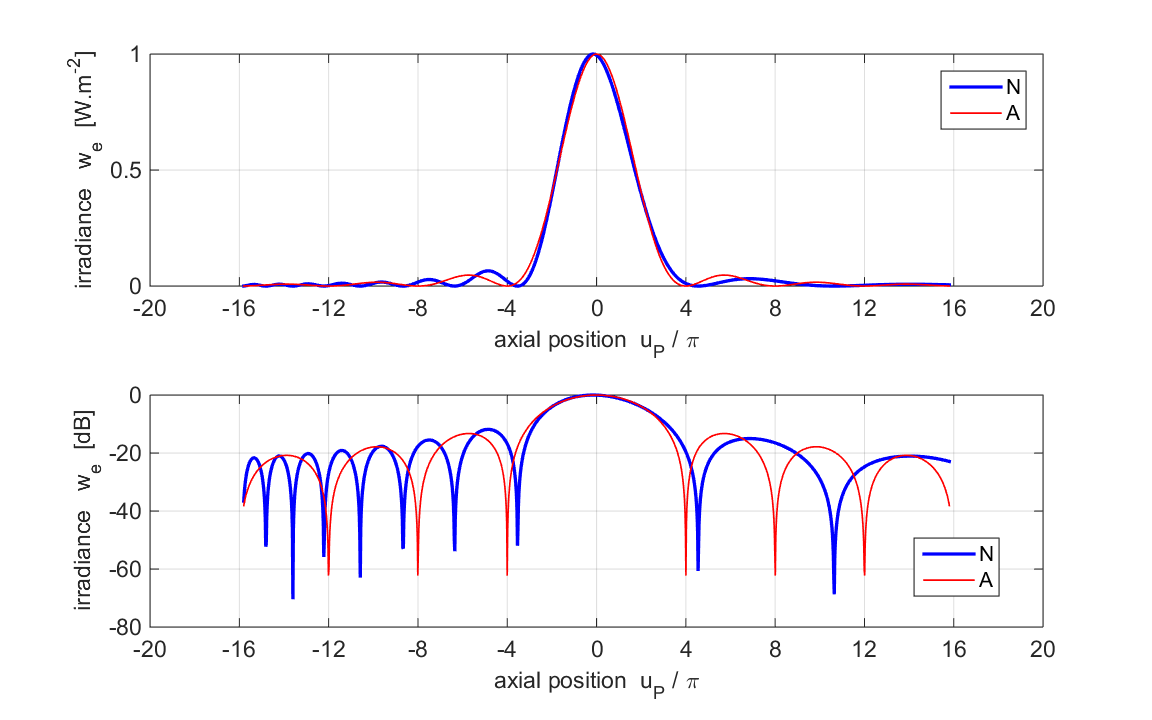 irradiance w_e [W.m^-2]
1
0.5
0
N
A
-20 -16 -12 -8 -4 0 4 8 12 16 20
axial position u_P / π
irradiance w_e [dB]
0
-20
-40
-60
-80
N
A
-20 -16 -12 -8 -4 0 4 8 12 16 20
axial position u_P / π